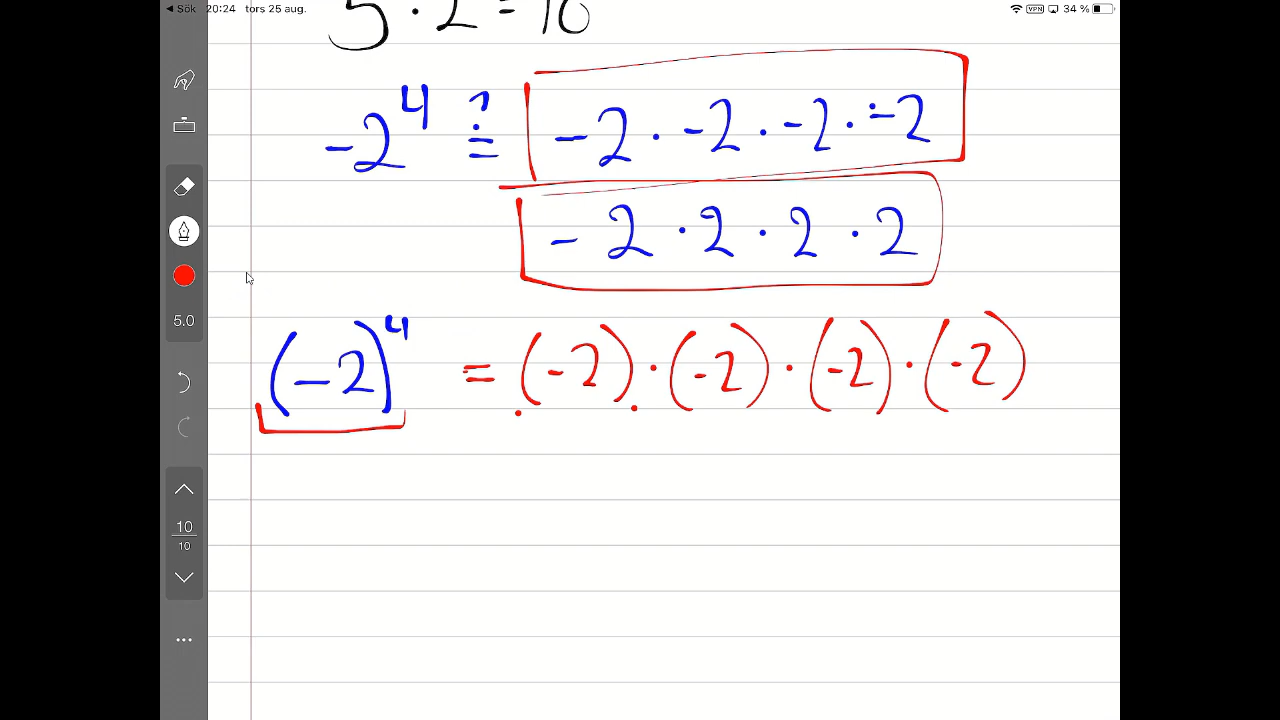 Sök 20:24 tors 25 aug. VPN 34 %
5 · 2 = 10
-2⁴ ≟ -2 · -2 · -2 · -2
- 2 · 2 · 2 · 2
(-2)⁴ = (-2) · (-2) · (-2) · (-2)
5.0
10
10